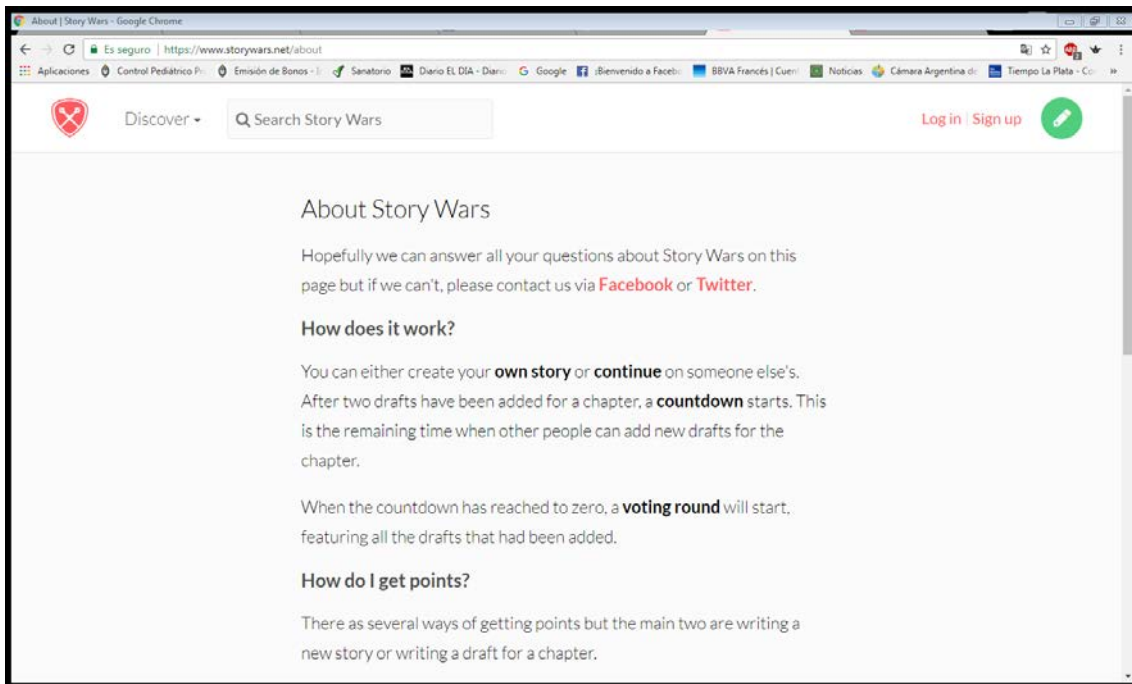 About | Story Wars - Google Chrome
Es seguro | https://www.storywars.net/about
Aplicaciones Control Pediátrico Emisión de Bonos - Sanatorio Diario EL DIA - Diario Google ¡Bienvenido a Facebo BBVA Francés | Cuen Noticias Cámara Argentina de Tiempo La Plata - Co »
Discover Search Story Wars Log in | Sign up
About Story Wars
Hopefully we can answer all your questions about Story Wars on this
page but if we can't, please contact us via Facebook or Twitter.
How does it work?
You can either create your own story or continue on someone else's.
After two drafts have been added for a chapter, a countdown starts. This
is the remaining time when other people can add new drafts for the
chapter.
When the countdown has reached to zero, a voting round will start,
featuring all the drafts that had been added.
How do I get points?
There as several ways of getting points but the main two are writing a
new story or writing a draft for a chapter.